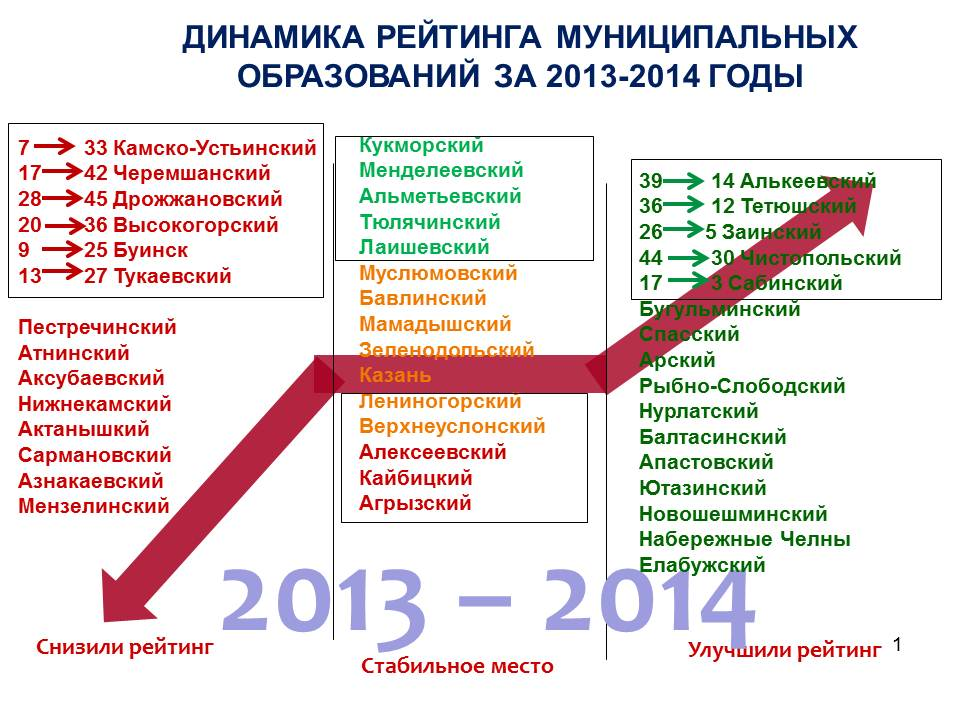 ДИНАМИКА РЕЙТИНГА МУНИЦИПАЛЬНЫХ
ОБРАЗОВАНИЙ ЗА 2013-2014 ГОДЫ
7 33 Камско-Устьинский
17 42 Черемшанский
28 45 Дрожжановский
20 36 Высокогорский
9 25 Буинск
13 27 Тукаевский
Пестречинский
Атнинский
Аксубаевский
Нижнекамский
Актанышкий
Сармановский
Азнакаевский
Мензелинский
Снизили рейтинг
Кукморский
Менделеевский
Альметьевский
Тюлячинский
Лаишевский
Муслюмовский
Бавлинский
Мамадышский
Зеленодольский
Казань
Лениногорский
Верхнеуслонский
Алексеевский
Кайбицкий
Агрызский
Стабильное место
39 14 Алькеевский
36 12 Тетюшский
26 5 Заинский
44 30 Чистопольский
17 3 Сабинский
Бугульминский
Спасский
Арский
Рыбно-Слободский
Нурлатский
Балтасинский
Апастовский
Ютазинский
Новошешминский
Набережные Челны
Елабужский
2013 – 2014
Улучшили рейтинг
1